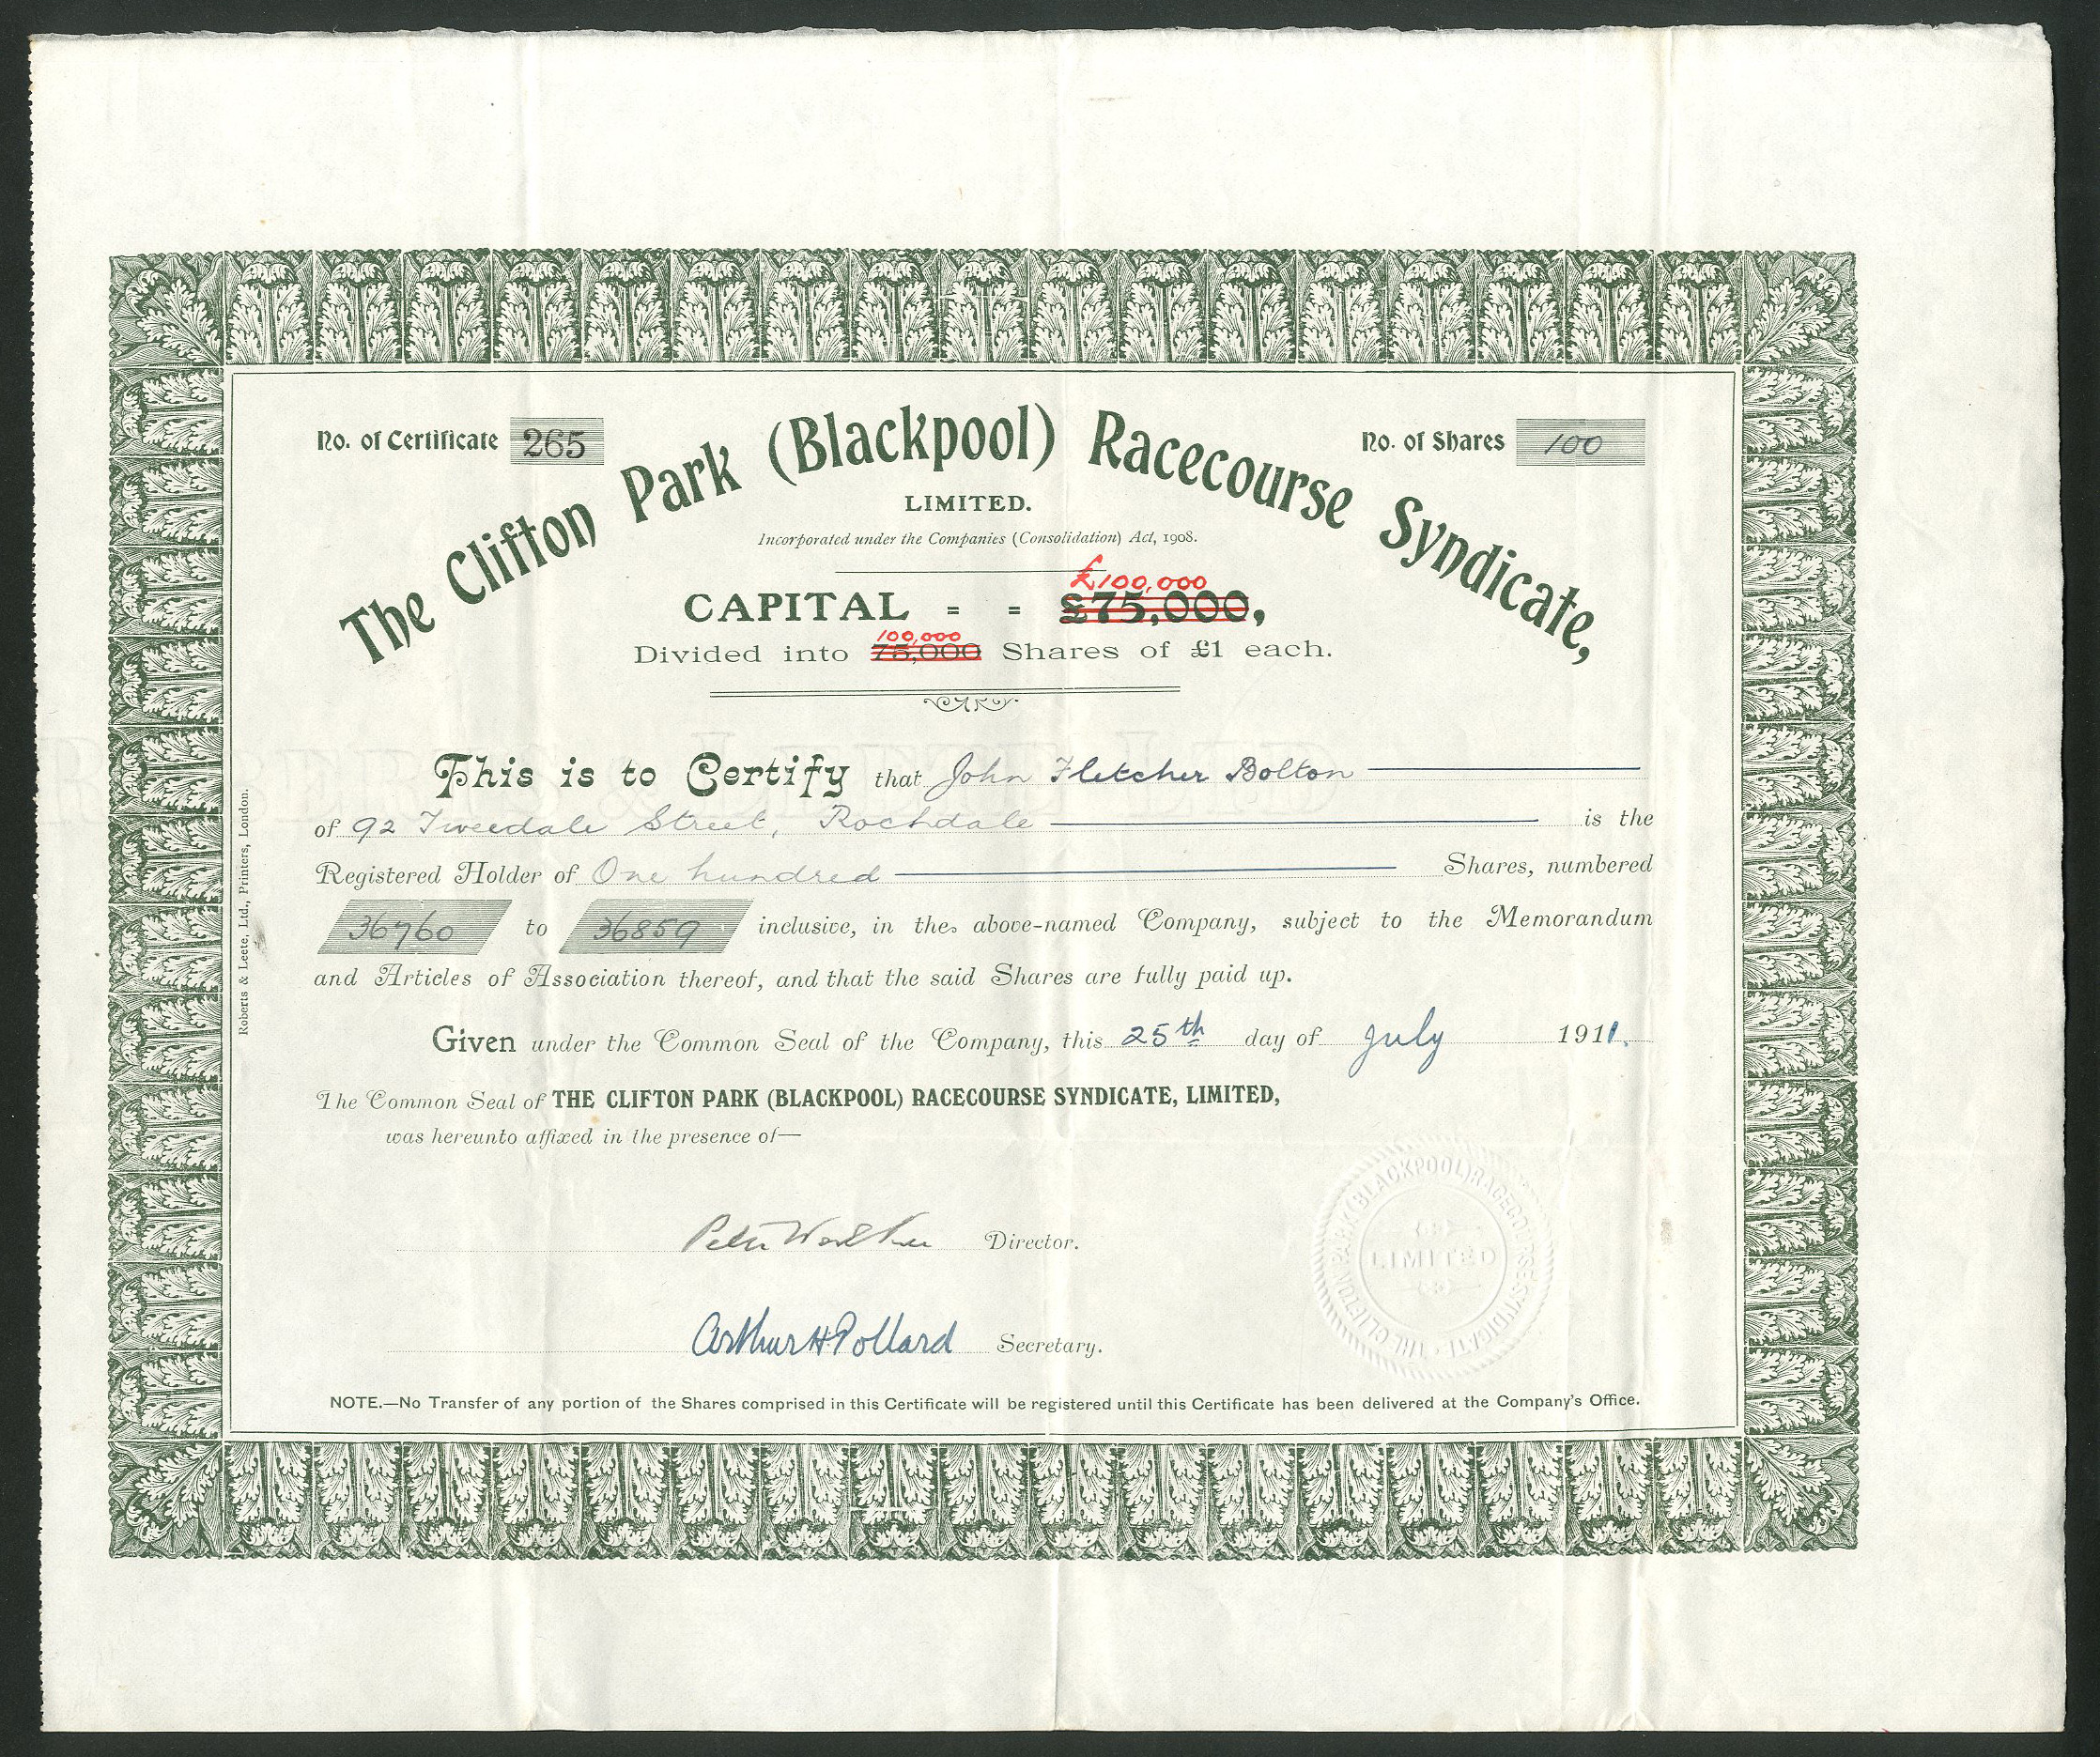 No. of Certificate 265
No. of Shares 100
The Clifton Park (Blackpool) Racecourse Syndicate,
LIMITED.
Incorporated under the Companies (Consolidation) Act, 1908.
£100,000
CAPITAL = = £75,000,
100,000
Divided into 75,000 Shares of £1 each.
This is to Certify that John Fletcher Bolton
of 92 Tweedale Street, Rochdale is the
Registered Holder of One hundred Shares, numbered
36760 to 36859 inclusive, in the above-named Company, subject to the Memorandum
and Articles of Association thereof, and that the said Shares are fully paid up.
Given under the Common Seal of the Company, this 25th day of July 1911.
The Common Seal of THE CLIFTON PARK (BLACKPOOL) RACECOURSE SYNDICATE, LIMITED,
was hereunto affixed in the presence of—
Peter Walker Director.
Arthur H Pollard Secretary.
THE CLIFTON PARK (BLACKPOOL) RACECOURSE SYNDICATE
LIMITED
NOTE.—No Transfer of any portion of the Shares comprised in this Certificate will be registered until this Certificate has been delivered at the Company's Office.
Roberts & Leete, Ltd., Printers, London.